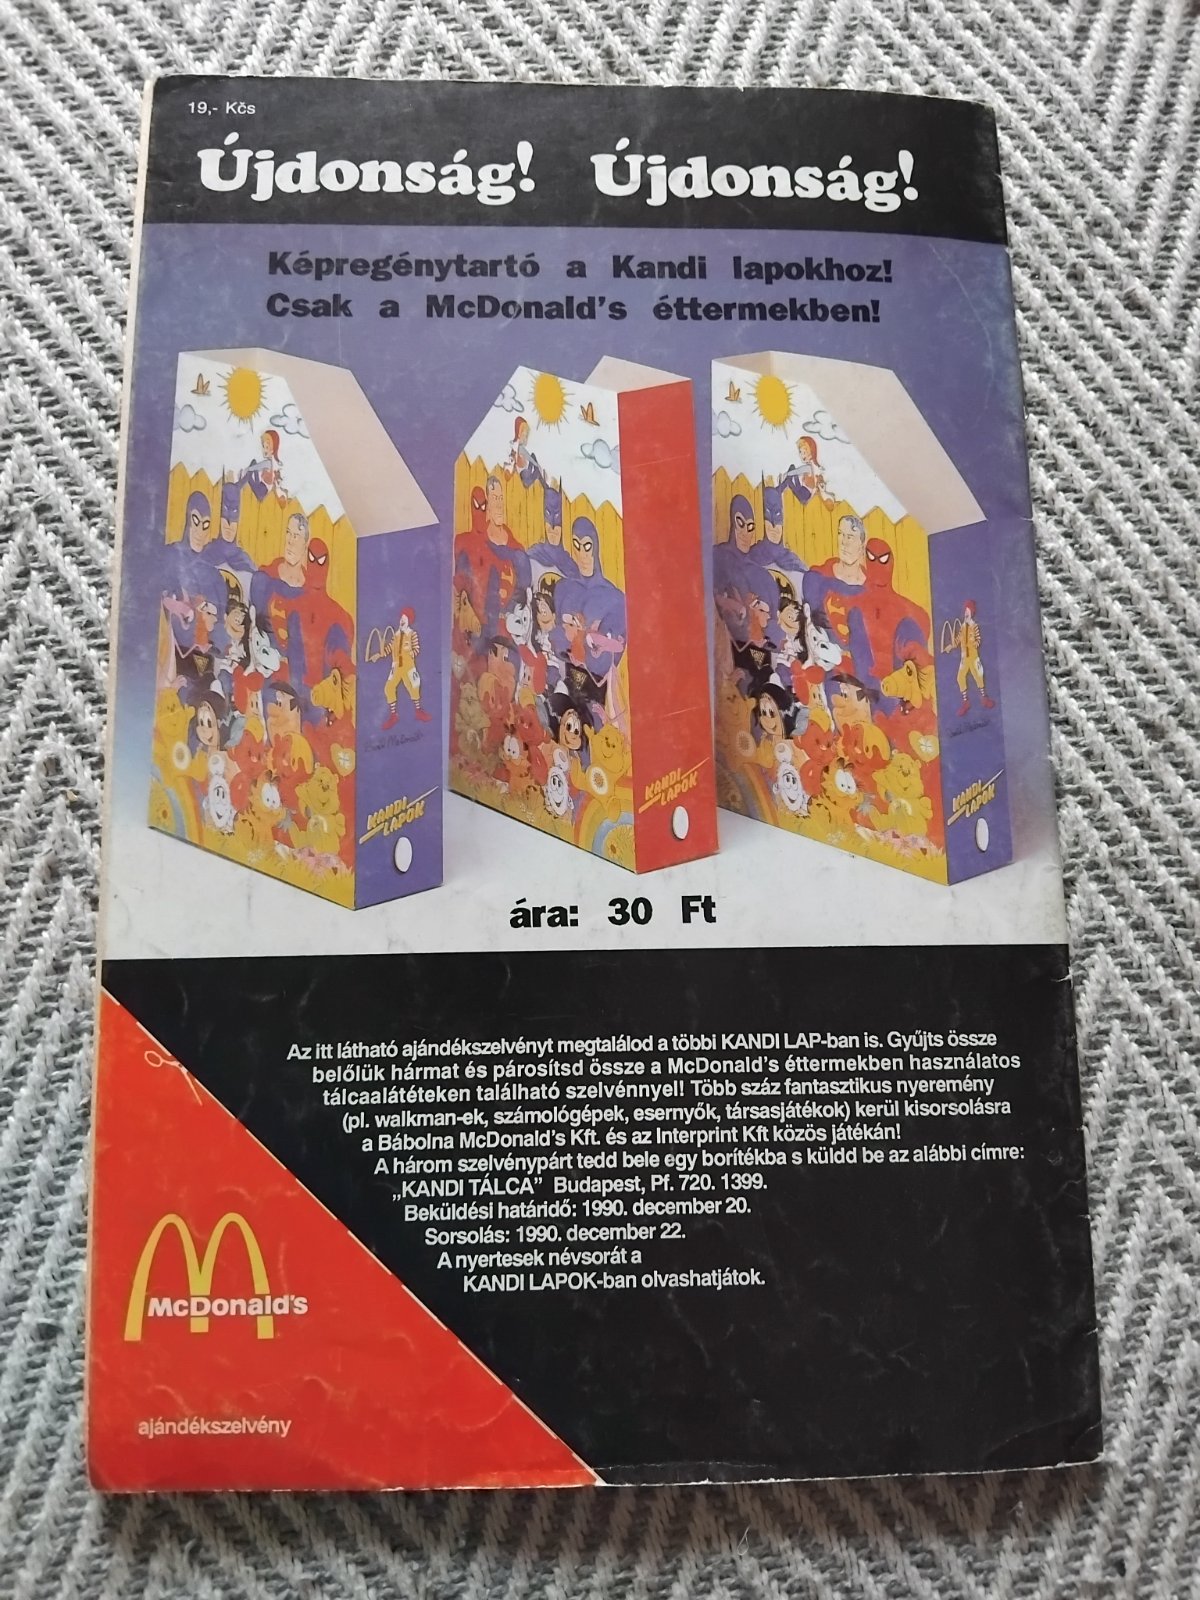 19,- Kčs
Újdonság! Újdonság!
Képregénytartó a Kandi lapokhoz!
Csak a McDonald's éttermekben!
KANDI
LAPOK
KANDI
LAPOK
KANDI
LAPOK
ára: 30 Ft
Az itt látható ajándékszelvényt megtalálod a többi KANDI LAP-ban is. Gyűjts össze
belőlük hármat és párosítsd össze a McDonald's éttermekben használatos
tálcaalátéteken található szelvénnyel! Több száz fantasztikus nyeremény
(pl. walkman-ek, számológépek, esernyők, társasjátékok) kerül kisorsolásra
a Bábolna McDonald's Kft. és az Interprint Kft közös játékán!
A három szelvénypárt tedd bele egy borítékba s küldd be az alábbi címre:
„KANDI TÁLCA” Budapest, Pf. 720. 1399.
Beküldési határidő: 1990. december 20.
Sorsolás: 1990. december 22.
A nyertesek névsorát a
KANDI LAPOK-ban olvashatjátok.
McDonald's
ajándékszelvény